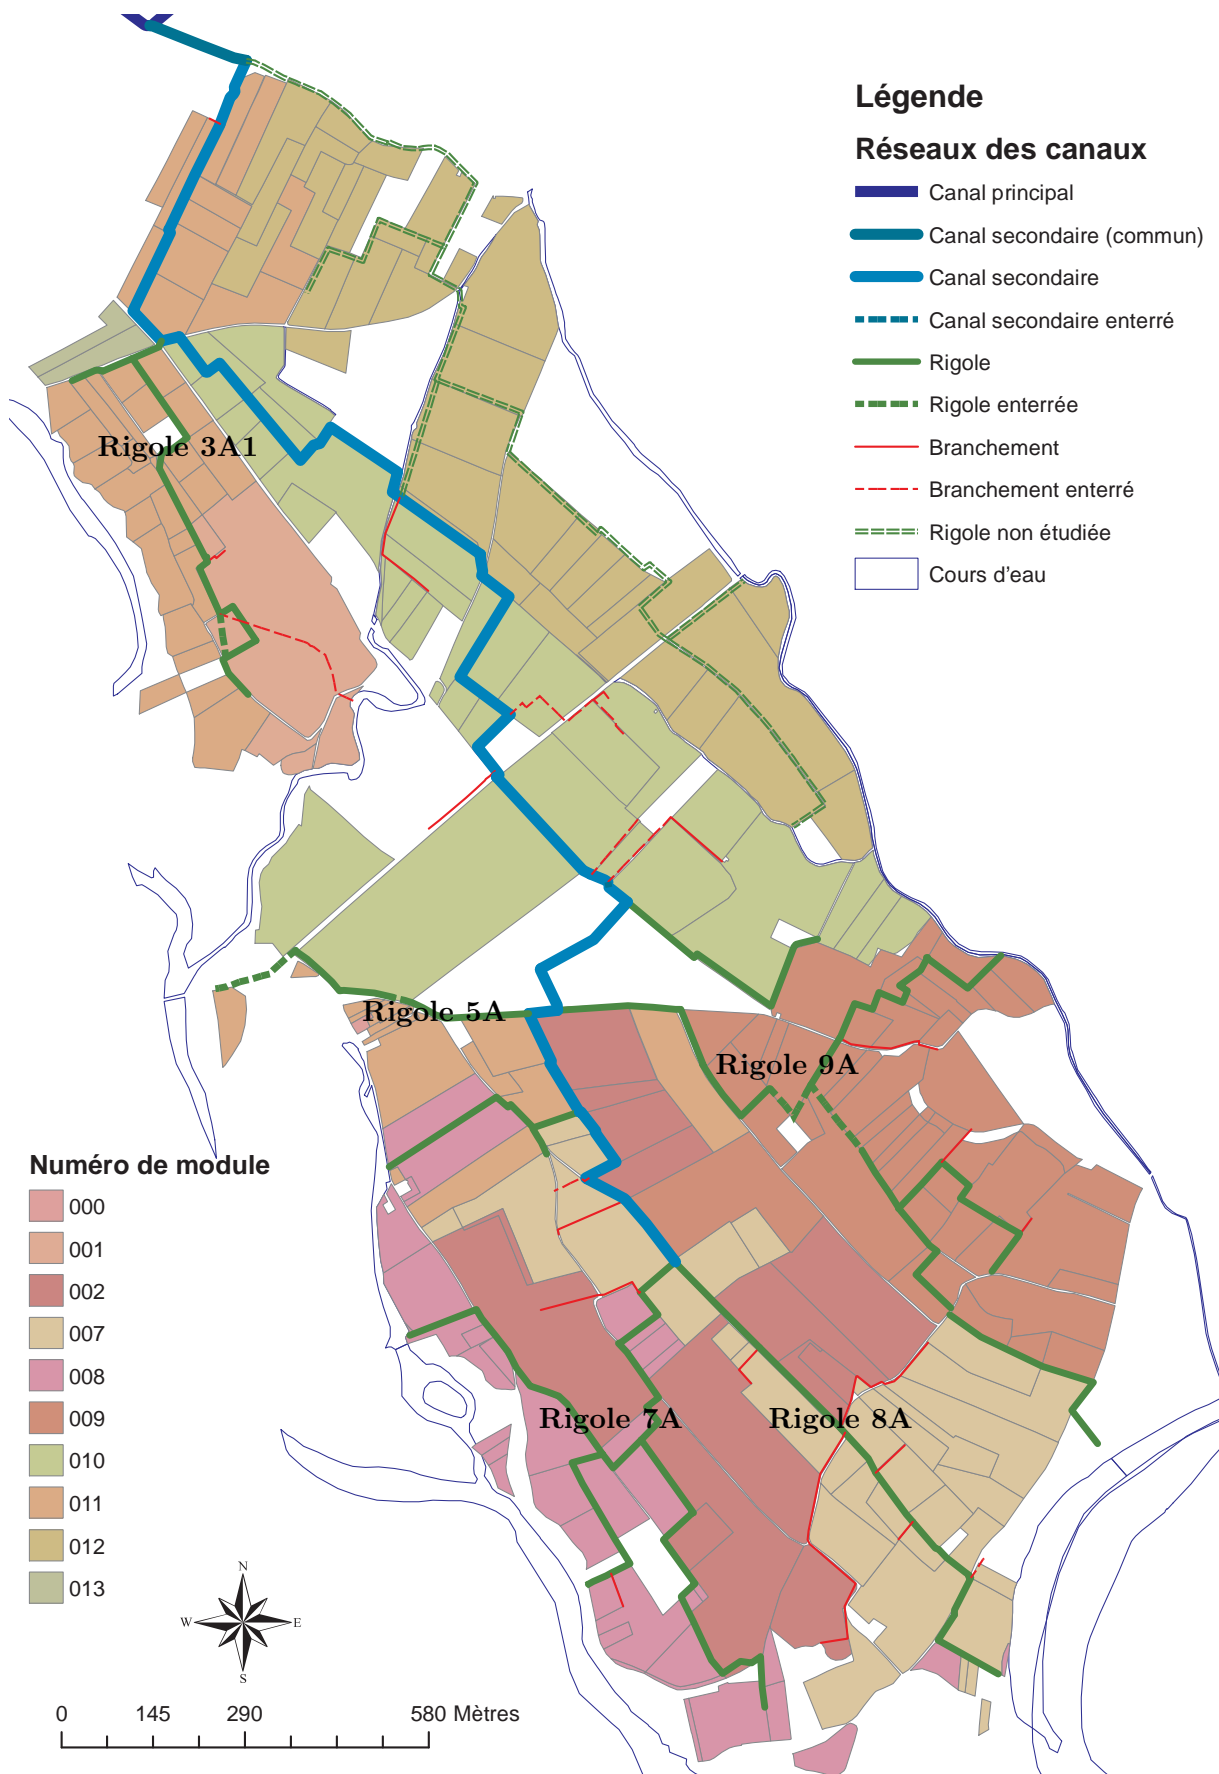 Légende
Réseaux des canaux
Canal principal
Canal secondaire (commun)
Canal secondaire
Canal secondaire enterré
Rigole
Rigole enterrée
Branchement
Branchement enterré
Rigole non étudiée
Cours d'eau
Rigole 3A1
Rigole 5A
Rigole 9A
Rigole 7A
Rigole 8A
Numéro de module
000
001
002
007
008
009
010
011
012
013
N
W E
S
0 145 290 580 Mètres